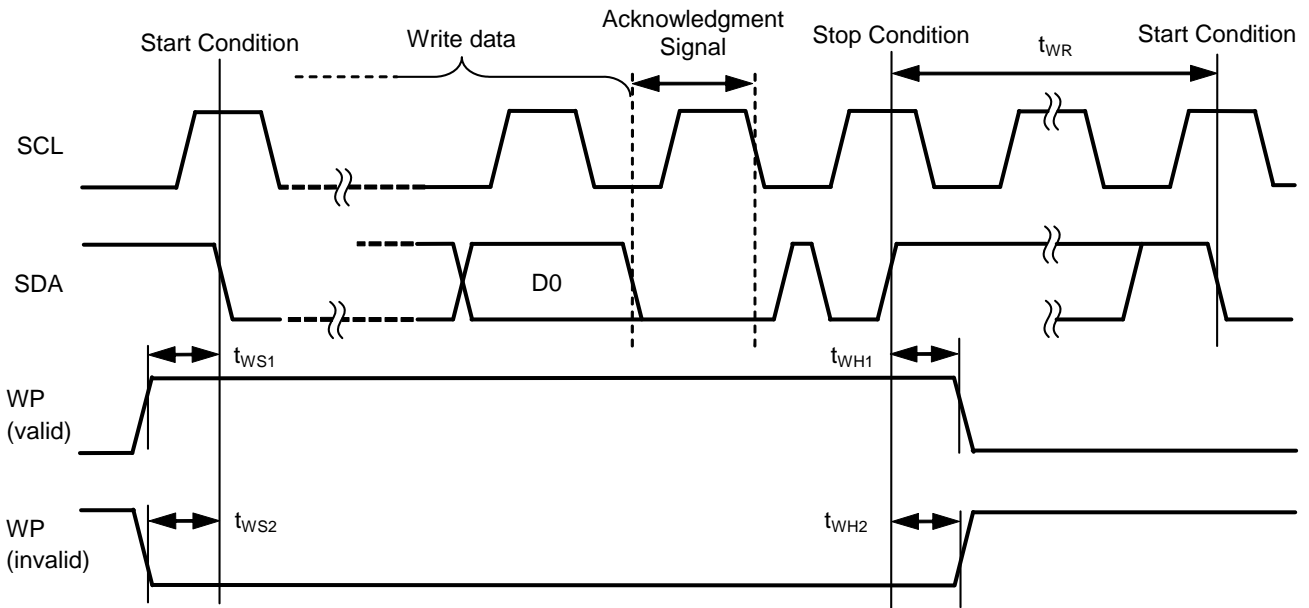 Start Condition
Write data
Acknowledgment
Signal
Stop Condition
tWR
Start Condition
SCL
SDA
D0
tWS1
tWH1
WP
(valid)
tWS2
tWH2
WP
(invalid)